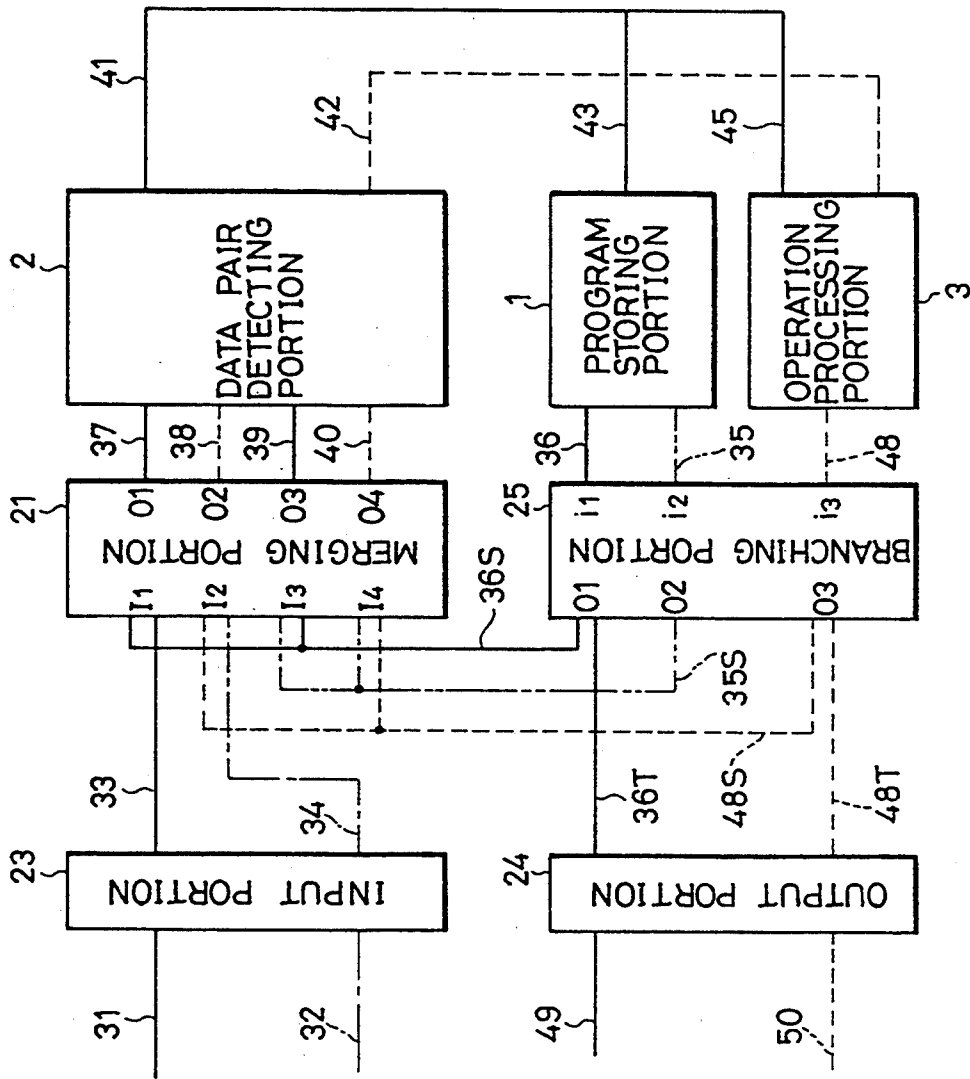 41
42
43
45
2
DATA PAIR
DETECTING
PORTION
1
PROGRAM
STORING
PORTION
OPERATION
PROCESSING
PORTION
3
37
38
39
40
36
35
48
21
O1
O2
O3
O4
MERGING PORTION
I1
I2
I3
I4
25
i1
i2
i3
BRANCHING PORTION
O1
O2
O3
36S
35S
48S
33
34
36T
48T
23
INPUT PORTION
24
OUTPUT PORTION
31
32
49
50